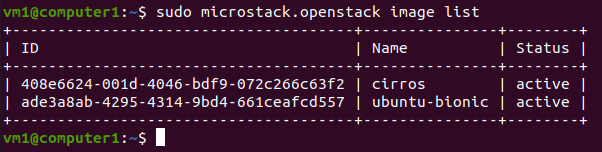 vm1@computer1:~$ sudo microstack.openstack image list
+--------------------------------------+---------------+--------+
| ID                                   | Name          | Status |
+--------------------------------------+---------------+--------+
| 408e6624-001d-4046-bdf9-072c266c63f2 | cirros        | active |
| ade3a8ab-4295-4314-9bd4-661ceafcd557 | ubuntu-bionic | active |
+--------------------------------------+---------------+--------+
vm1@computer1:~$